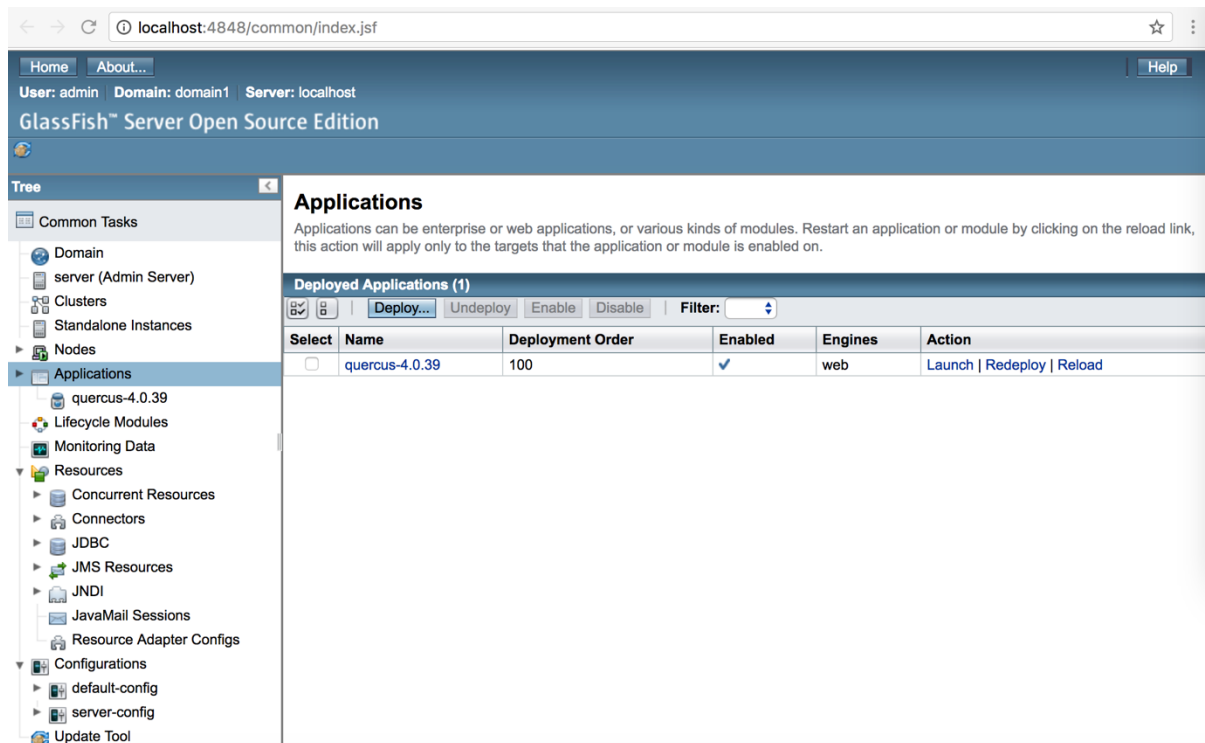 localhost:4848/common/index.jsf
Home About... Help
User: admin Domain: domain1 Server: localhost
GlassFish™ Server Open Source Edition
Tree
Common Tasks
Domain
server (Admin Server)
Clusters
Standalone Instances
Nodes
Applications
quercus-4.0.39
Lifecycle Modules
Monitoring Data
Resources
Concurrent Resources
Connectors
JDBC
JMS Resources
JNDI
JavaMail Sessions
Resource Adapter Configs
Configurations
default-config
server-config
Update Tool
Applications
Applications can be enterprise or web applications, or various kinds of modules. Restart an application or module by clicking on the reload link,
this action will apply only to the targets that the application or module is enabled on.
Deployed Applications (1)
Deploy... Undeploy Enable Disable Filter:
Select Name Deployment Order Enabled Engines Action
quercus-4.0.39 100 web Launch | Redeploy | Reload